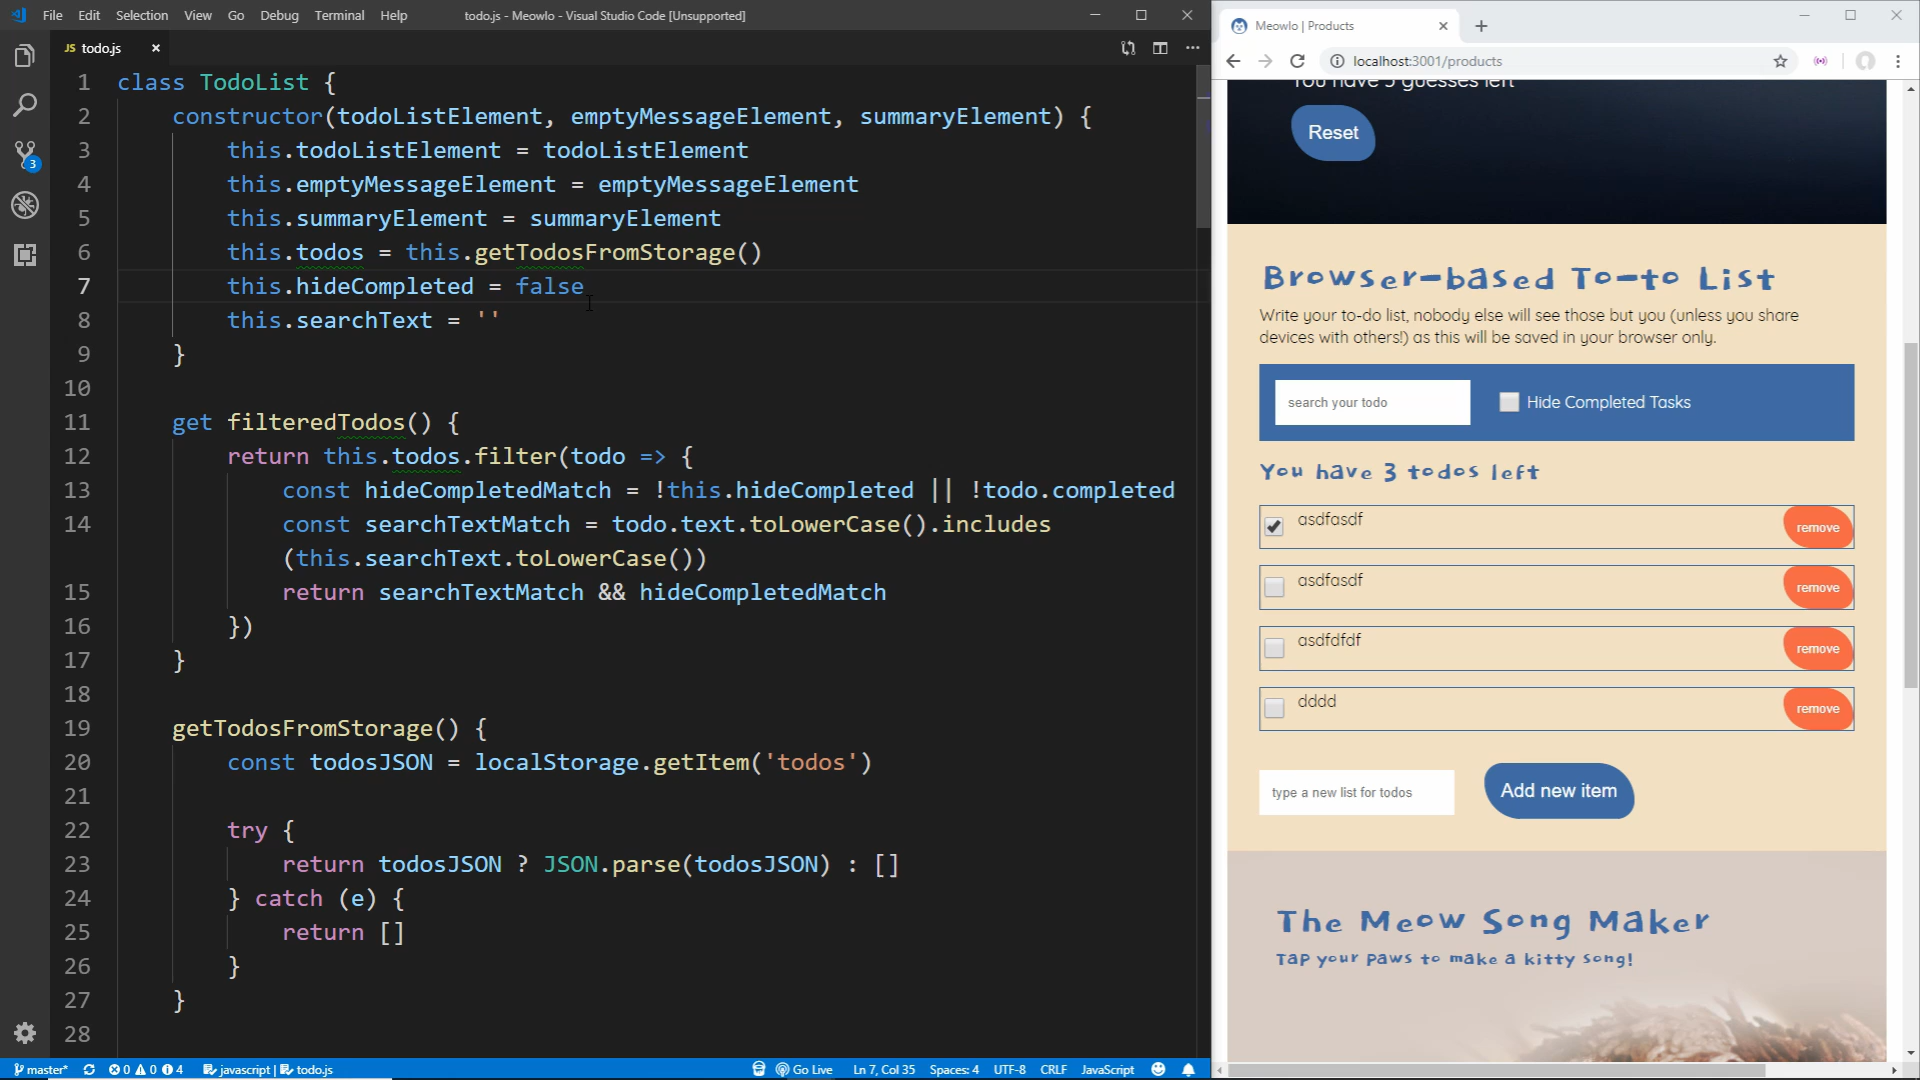 File Edit Selection View Go Debug Terminal Help
todo.js - Meowlo - Visual Studio Code [Unsupported]
JS todo.js
1 class TodoList {
2 constructor(todoListElement, emptyMessageElement, summaryElement) {
3 this.todoListElement = todoListElement
4 this.emptyMessageElement = emptyMessageElement
5 this.summaryElement = summaryElement
6 this.todos = this.getTodosFromStorage()
7 this.hideCompleted = false
8 this.searchText = ''
9 }
10
11 get filteredTodos() {
12 return this.todos.filter(todo => {
13 const hideCompletedMatch = !this.hideCompleted || !todo.completed
14 const searchTextMatch = todo.text.toLowerCase().includes
(this.searchText.toLowerCase())
15 return searchTextMatch && hideCompletedMatch
16 })
17 }
18
19 getTodosFromStorage() {
20 const todosJSON = localStorage.getItem('todos')
21
22 try {
23 return todosJSON ? JSON.parse(todosJSON) : []
24 } catch (e) {
25 return []
26 }
27 }
28
3
master* 0 0 4 javascript | todo.js Go Live Ln 7, Col 35 Spaces: 4 UTF-8 CRLF JavaScript
Meowlo | Products
localhost:3001/products
You have 5 guesses left
Reset
Browser-based To-to List
Write your to-do list, nobody else will see those but you (unless you share
devices with others!) as this will be saved in your browser only.
search your todo Hide Completed Tasks
You have 3 todos left
asdfasdf remove
asdfasdf remove
asdfdfdf remove
dddd remove
type a new list for todos Add new item
The Meow Song Maker
Tap your paws to make a kitty song!